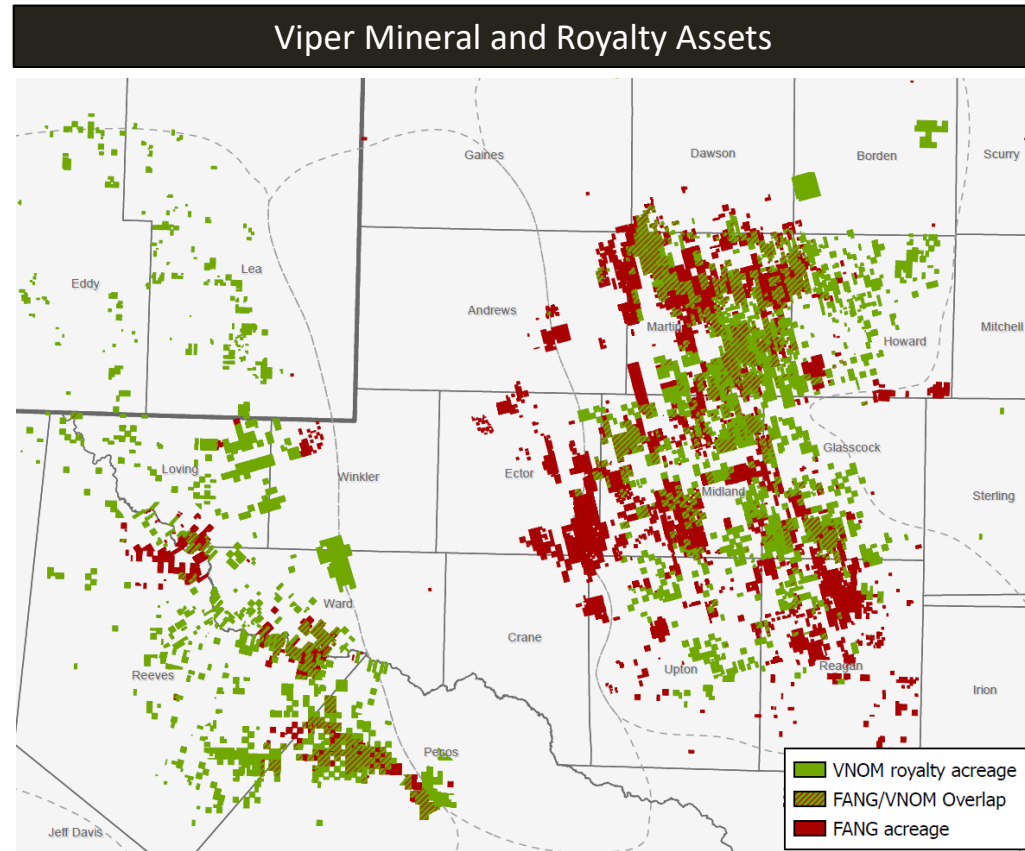 Viper Mineral and Royalty Assets
Gaines
Dawson
Borden
Scurry
Eddy
Lea
Andrews
Martin
Howard
Mitchell
Loving
Winkler
Ector
Midland
Glasscock
Sterling
Ward
Crane
Upton
Reagan
Reeves
Irion
Pecos
Jeff Davis
VNOM royalty acreage
FANG/VNOM Overlap
FANG acreage